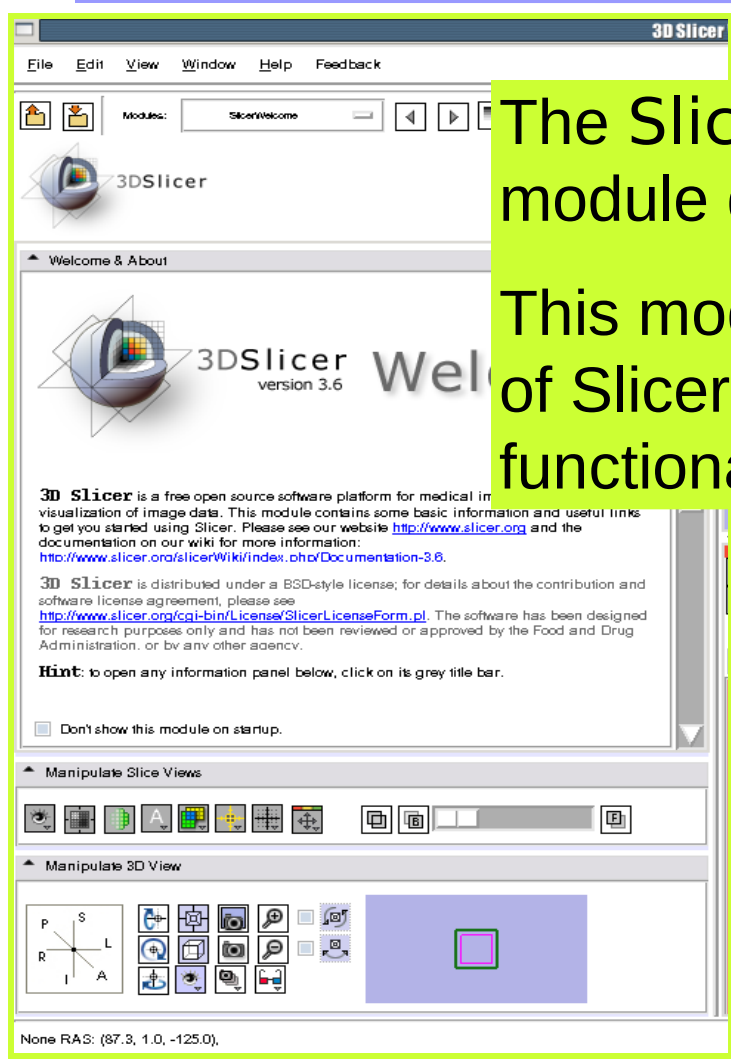 3D Slicer
File Edit View Window Help Feedback
Modules: SlicerWelcome
3DSlicer
The Slic
module
This mo
of Slicer
functiona
Welcome & About
3DSlicer
version 3.6
Wel
3D Slicer is a free open source software platform for medical im
visualization of image data. This module contains some basic information and useful links
to get you started using Slicer. Please see our website http://www.slicer.org and the
documentation on our wiki for more information:
http://www.slicer.org/slicerWiki/index.php/Documentation-3.6.
3D Slicer is distributed under a BSD-style license; for details about the contribution and
software license agreement, please see
http://www.slicer.org/cgi-bin/License/SlicerLicenseForm.pl. The software has been designed
for research purposes only and has not been reviewed or approved by the Food and Drug
Administration, or by any other agency.
Hint: to open any information panel below, click on its grey title bar.
Don't show this module on startup.
Manipulate Slice Views
A
B
F
Manipulate 3D View
P S
R L
I A
None RAS: (87.3, 1.0, -125.0),